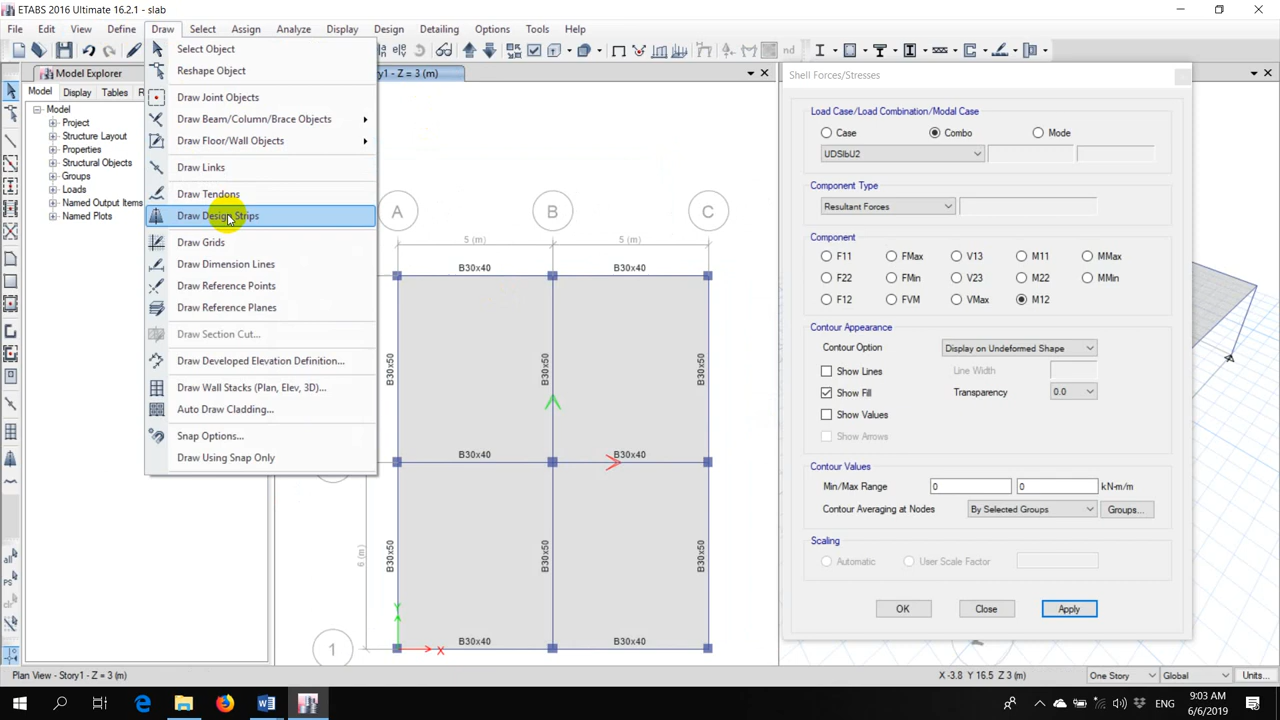 ETABS 2016 Ultimate 16.2.1 - slab
File Edit View Define Draw Select Assign Analyze Display Design Detailing Options Tools Help
nd
Model Explorer
Model Display Tables
Model
Project
Structure Layout
Properties
Structural Objects
Groups
Loads
Named Output Items
Named Plots
all
PS
clr
Select Object
Reshape Object
Draw Joint Objects
Draw Beam/Column/Brace Objects
Draw Floor/Wall Objects
Draw Links
Draw Tendons
Draw Design Strips
Draw Grids
Draw Dimension Lines
Draw Reference Points
Draw Reference Planes
Draw Section Cut...
Draw Developed Elevation Definition...
Draw Wall Stacks (Plan, Elev, 3D)...
Auto Draw Cladding...
Snap Options...
Draw Using Snap Only
Story1 - Z = 3 (m)
A B C
5 (m) 5 (m)
B30x40 B30x40
B30x50 B30x50 B30x50
B30x40 B30x40
6 (m) B30x50 B30x50 B30x50
Y
B30x40 B30x40
1 X
Shell Forces/Stresses
Load Case/Load Combination/Modal Case
Case Combo Mode
UDSlbU2
Component Type
Resultant Forces
Component
F11 FMax V13 M11 MMax
F22 FMin V23 M22 MMin
F12 FVM VMax M12
Contour Appearance
Contour Option Display on Undeformed Shape
Show Lines Line Width
Show Fill Transparency 0.0
Show Values
Show Arrows
Contour Values
Min/Max Range 0 0 kN-m/m
Contour Averaging at Nodes By Selected Groups Groups...
Scaling
Automatic User Scale Factor
OK Close Apply
Plan View - Story1 - Z = 3 (m)
X -3.8 Y 16.5 Z 3 (m)
One Story Global Units...
ENG
9:03 AM
6/6/2019